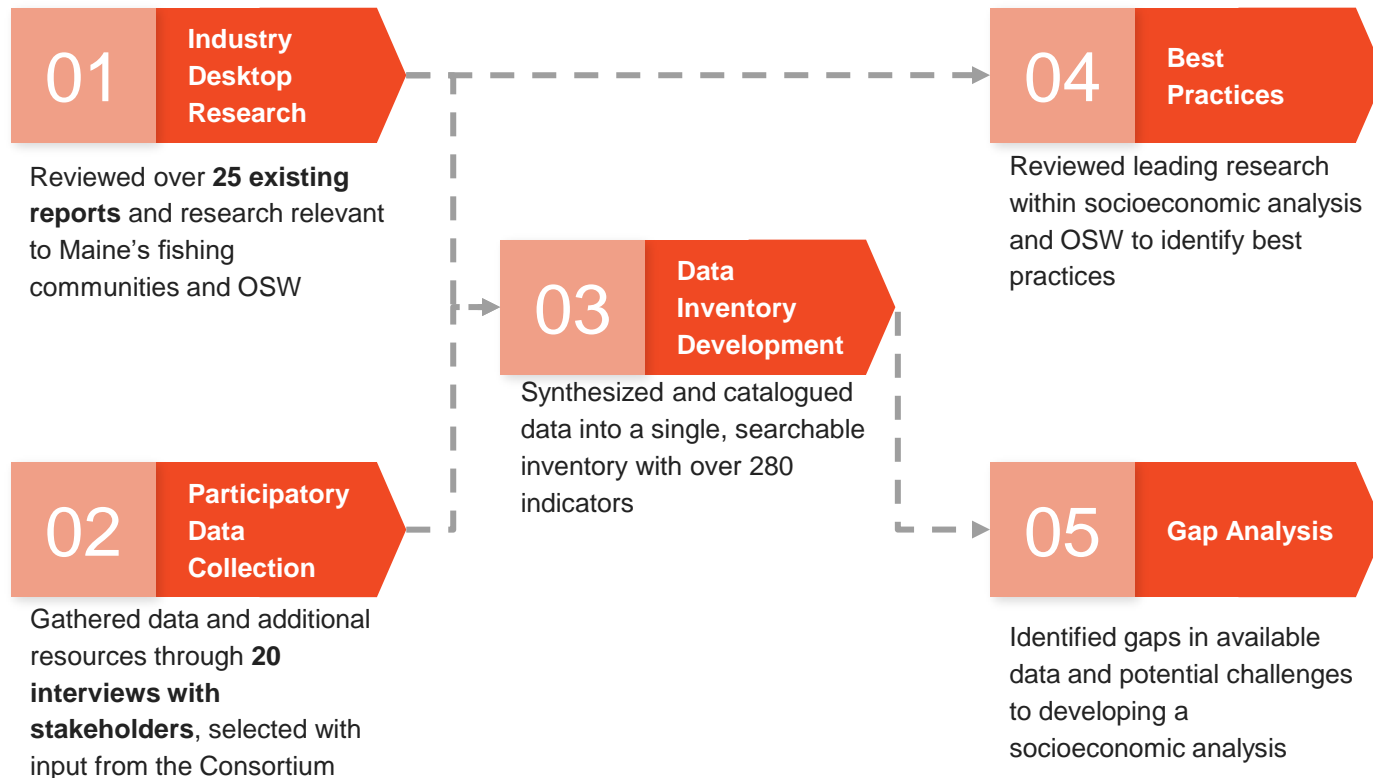 01
Industry
Desktop
Research
Reviewed over 25 existing
reports and research relevant
to Maine's fishing
communities and OSW
02
Participatory
Data
Collection
Gathered data and additional
resources through 20
interviews with
stakeholders, selected with
input from the Consortium
03
Data
Inventory
Development
Synthesized and catalogued
data into a single, searchable
inventory with over 280
indicators
04
Best
Practices
Reviewed leading research
within socioeconomic analysis
and OSW to identify best
practices
05
Gap Analysis
Identified gaps in available
data and potential challenges
to developing a
socioeconomic analysis